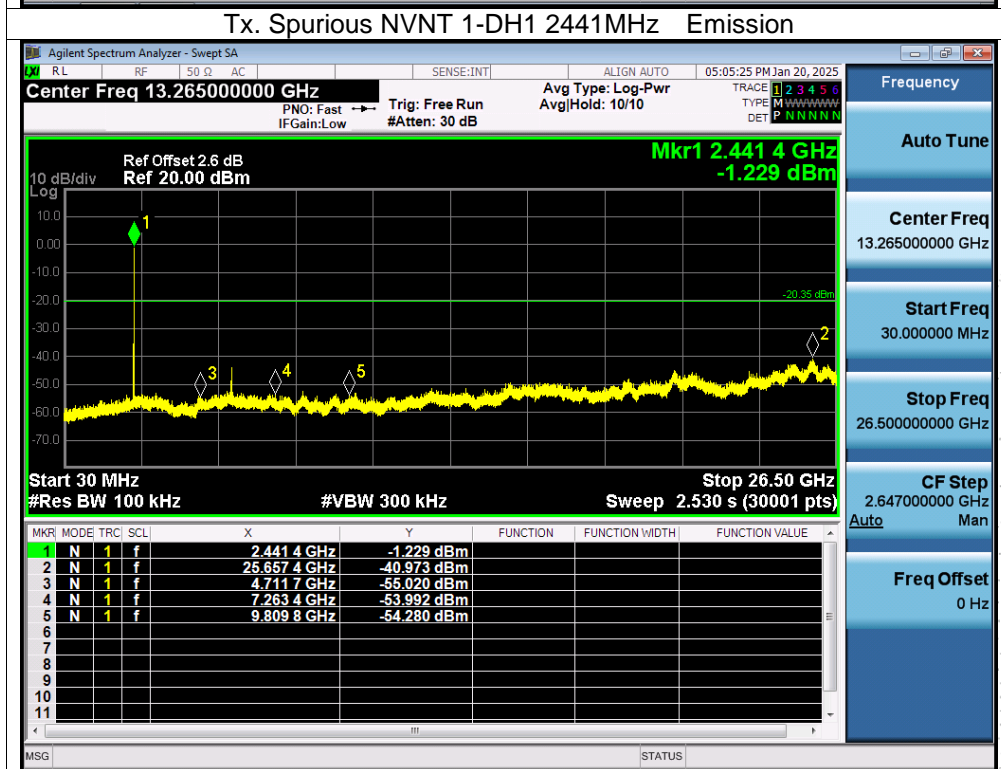 Tx. Spurious NVNT 1-DH1 2441MHz Emission
Agilent Spectrum Analyzer - Swept SA
LXI RL RF 50 Ω AC SENSE:INT ALIGN AUTO 05:05:25 PM Jan 20, 2025
Center Freq 13.265000000 GHz
PNO: Fast
IFGain:Low
Trig: Free Run
#Atten: 30 dB
Avg Type: Log-Pwr
Avg|Hold: 10/10
TRACE 1 2 3 4 5 6
TYPE M WWWWW
DET P N N N N N
Mkr1 2.441 4 GHz
-1.229 dBm
Ref Offset 2.6 dB
10 dB/div Ref 20.00 dBm
Log
10.0
0.00
-10.0
-20.0
-30.0
-40.0
-50.0
-60.0
-70.0
1
-20.35 dBm
2
3
4
5
Start 30 MHz Stop 26.50 GHz
#Res BW 100 kHz #VBW 300 kHz Sweep 2.530 s (30001 pts)
MKR MODE TRC SCL X Y FUNCTION FUNCTION WIDTH FUNCTION VALUE
1 N 1 f 2.441 4 GHz -1.229 dBm
2 N 1 f 25.657 4 GHz -40.973 dBm
3 N 1 f 4.711 7 GHz -55.020 dBm
4 N 1 f 7.263 4 GHz -53.992 dBm
5 N 1 f 9.809 8 GHz -54.280 dBm
6
7
8
9
10
11
MSG STATUS
Frequency
Auto Tune
Center Freq
13.265000000 GHz
Start Freq
30.000000 MHz
Stop Freq
26.500000000 GHz
CF Step
2.647000000 GHz
Auto Man
Freq Offset
0 Hz